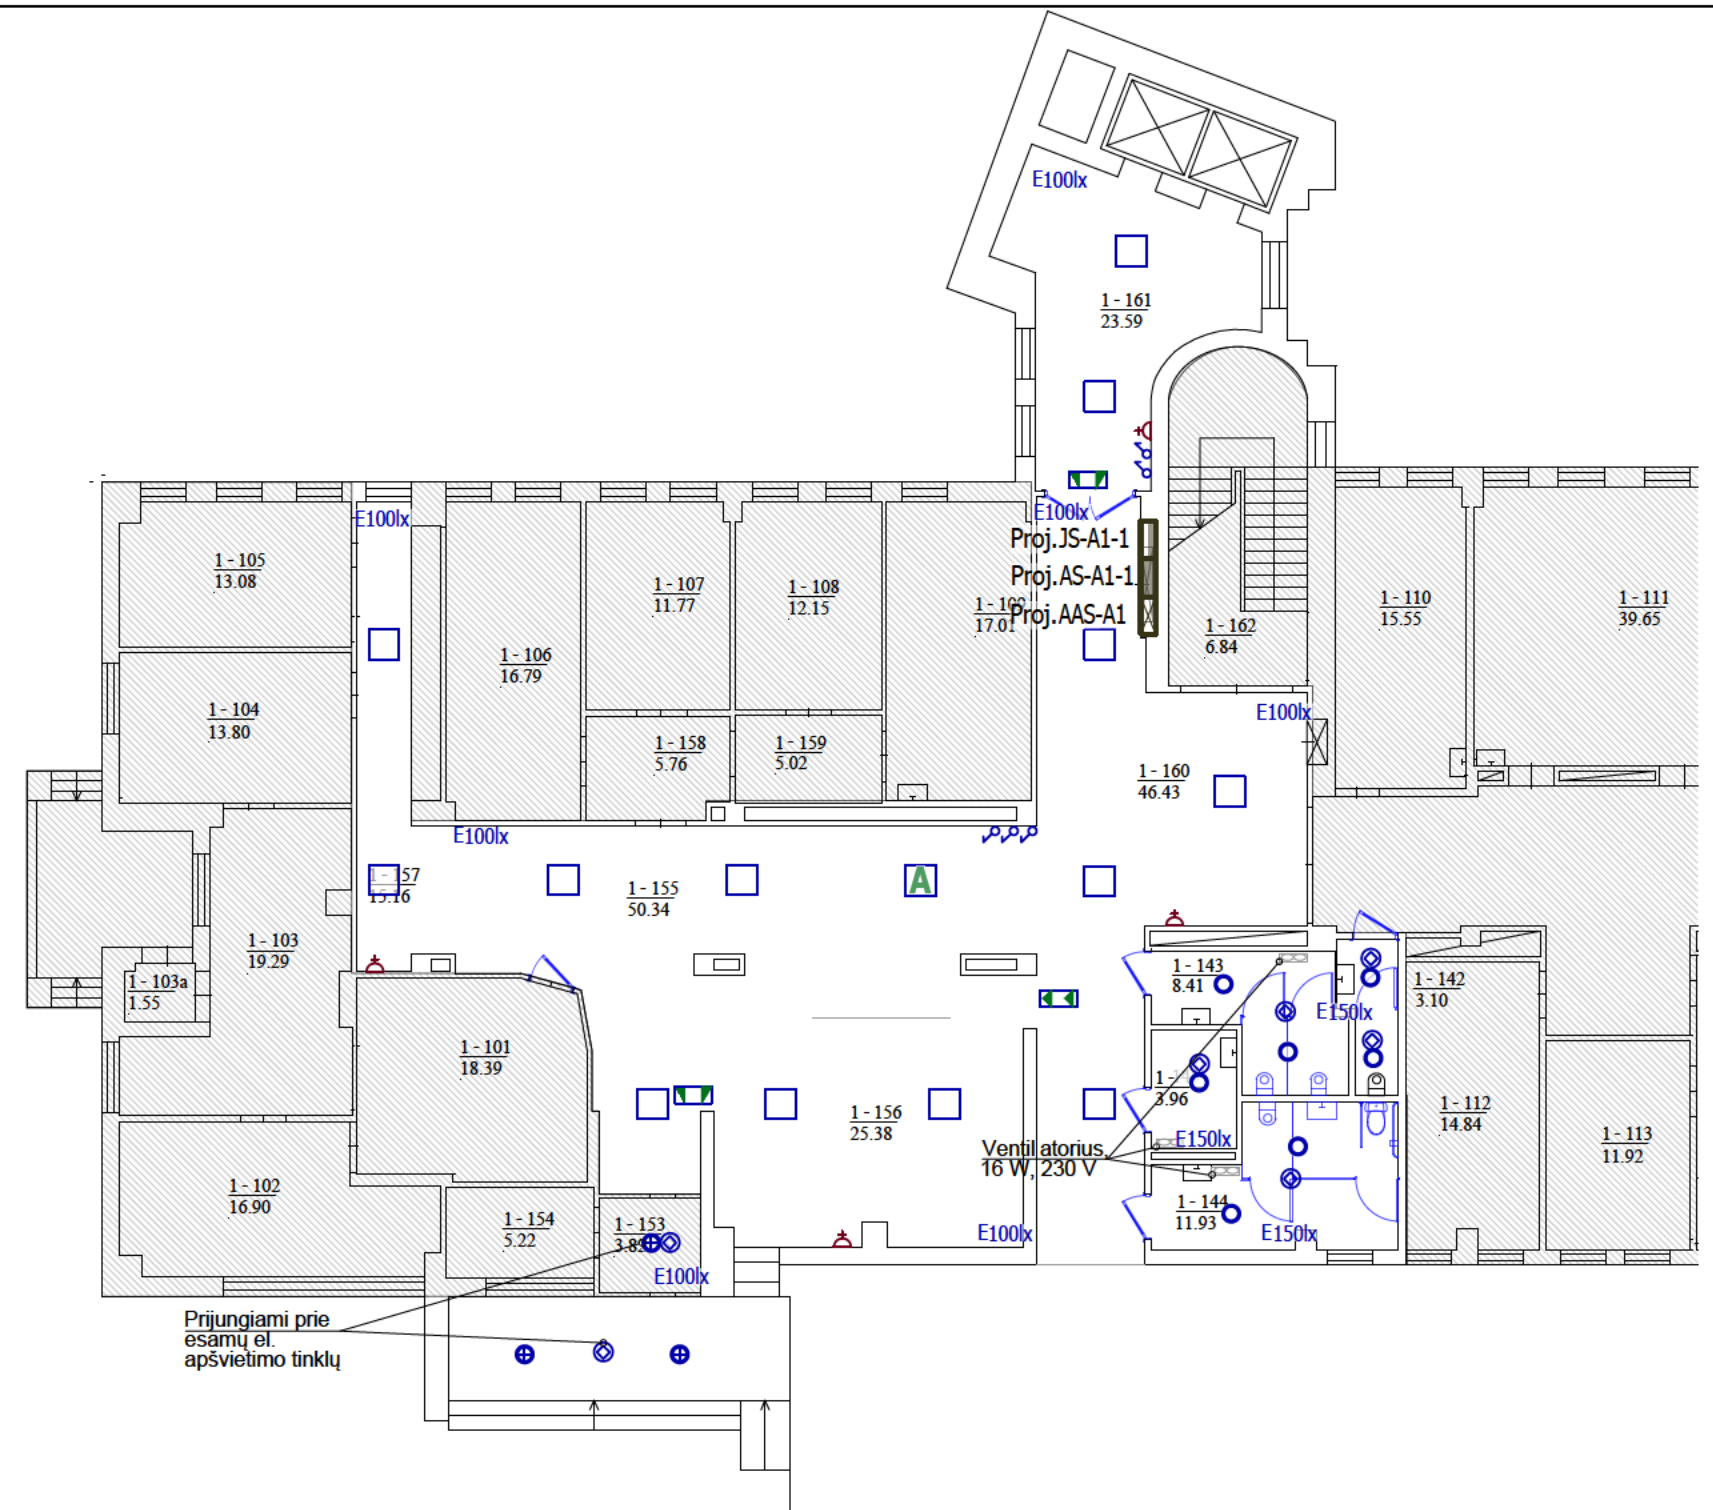 E100lx
1 - 161
23.59
E100lx
E100lx
Proj.JS-A1-1
Proj.AS-A1-1
Proj.AAS-A1
1 - 105
13.08
1 - 107
11.77
1 - 108
12.15
17.01
1 - 110
15.55
1 - 111
39.65
1 - 162
6.84
1 - 106
16.79
1 - 104
13.80
E100lx
1 - 158
5.76
1 - 159
5.02
1 - 160
46.43
E100lx
1 - 157
15.16
1 - 155
50.34
A
1 - 103
19.29
1 - 103a
1.55
1 - 143
8.41
E150lx
1 - 142
3.10
1 - 101
18.39
3.96
1 - 156
25.38
1 - 112
14.84
1 - 113
11.92
Ventiliatorius,
16 W, 230 V
E150lx
1 - 102
16.90
1 - 154
5.22
1 - 153
E100lx
E100lx
1 - 144
11.93
E150lx
Prijungiami prie
esamų el.
apšvietimo tinklų